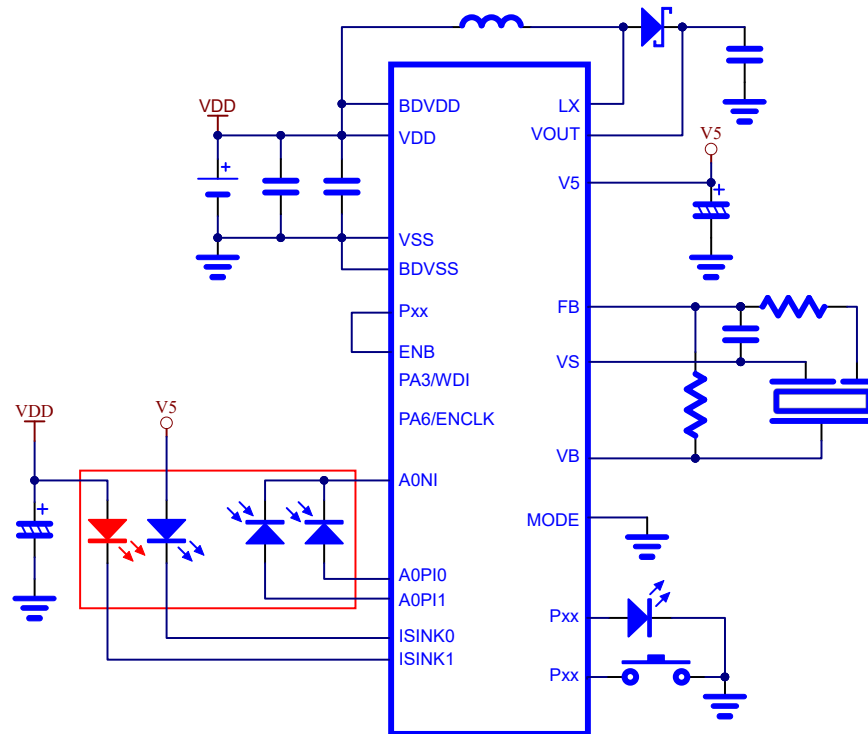 VDD
V5
BDVDD
VDD
VSS
BDVSS
Pxx
ENB
PA3/WDI
PA6/ENCLK
VDD
V5
A0NI
A0PI0
A0PI1
ISINK0
ISINK1
LX
VOUT
V5
FB
VS
VB
MODE
Pxx
Pxx